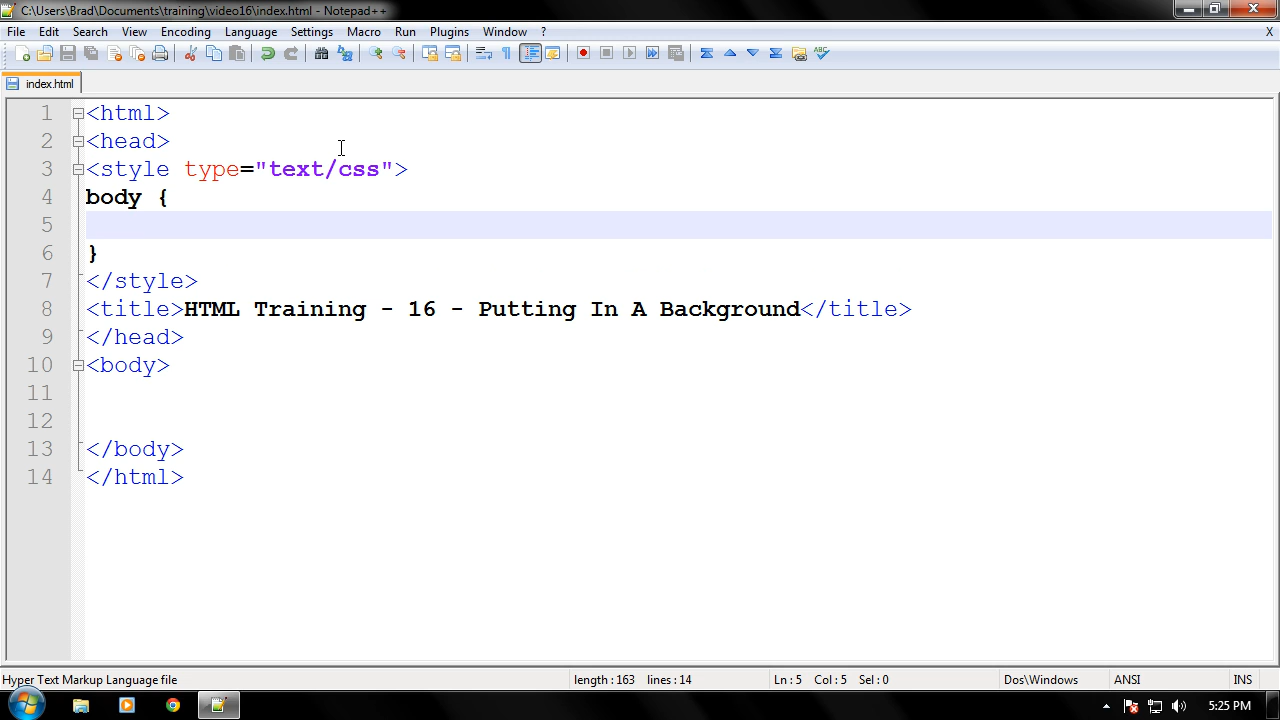 C:\Users\Brad\Documents\training\video16\index.html - Notepad++
File Edit Search View Encoding Language Settings Macro Run Plugins Window ? X
index.html
1 <html>
2 <head>
3 <style type="text/css">
4 body {
5
6 }
7 </style>
8 <title>HTML Training - 16 - Putting In A Background</title>
9 </head>
10 <body>
11
12
13 </body>
14 </html>
Hyper Text Markup Language file length : 163 lines : 14 Ln : 5 Col : 5 Sel : 0 Dos\Windows ANSI INS
5:25 PM